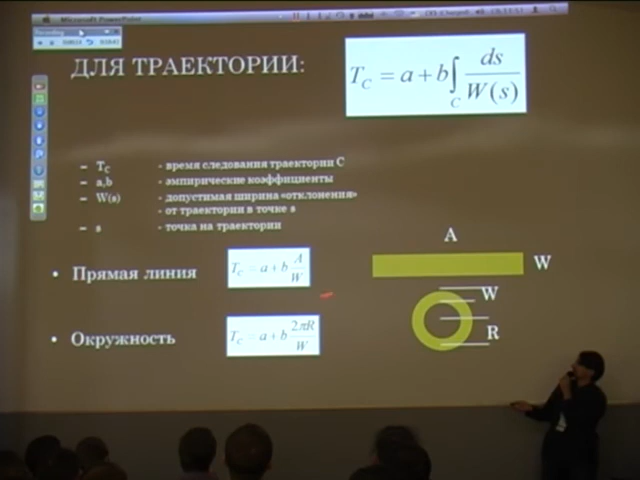 Microsoft PowerPoint
ДЛЯ ТРАЕКТОРИИ:
T_C = a + b ∫_C ds / W(s)
– T_C - время следования траектории С
– a,b - эмпирические коэффициенты
– W(s) - допустимая ширина «отклонения»
- от траектории в точке s
– s - точка на траектории
A
• Прямая линия T_C = a + b A / W
W
W
• Окружность T_C = a + b 2πR / W
R